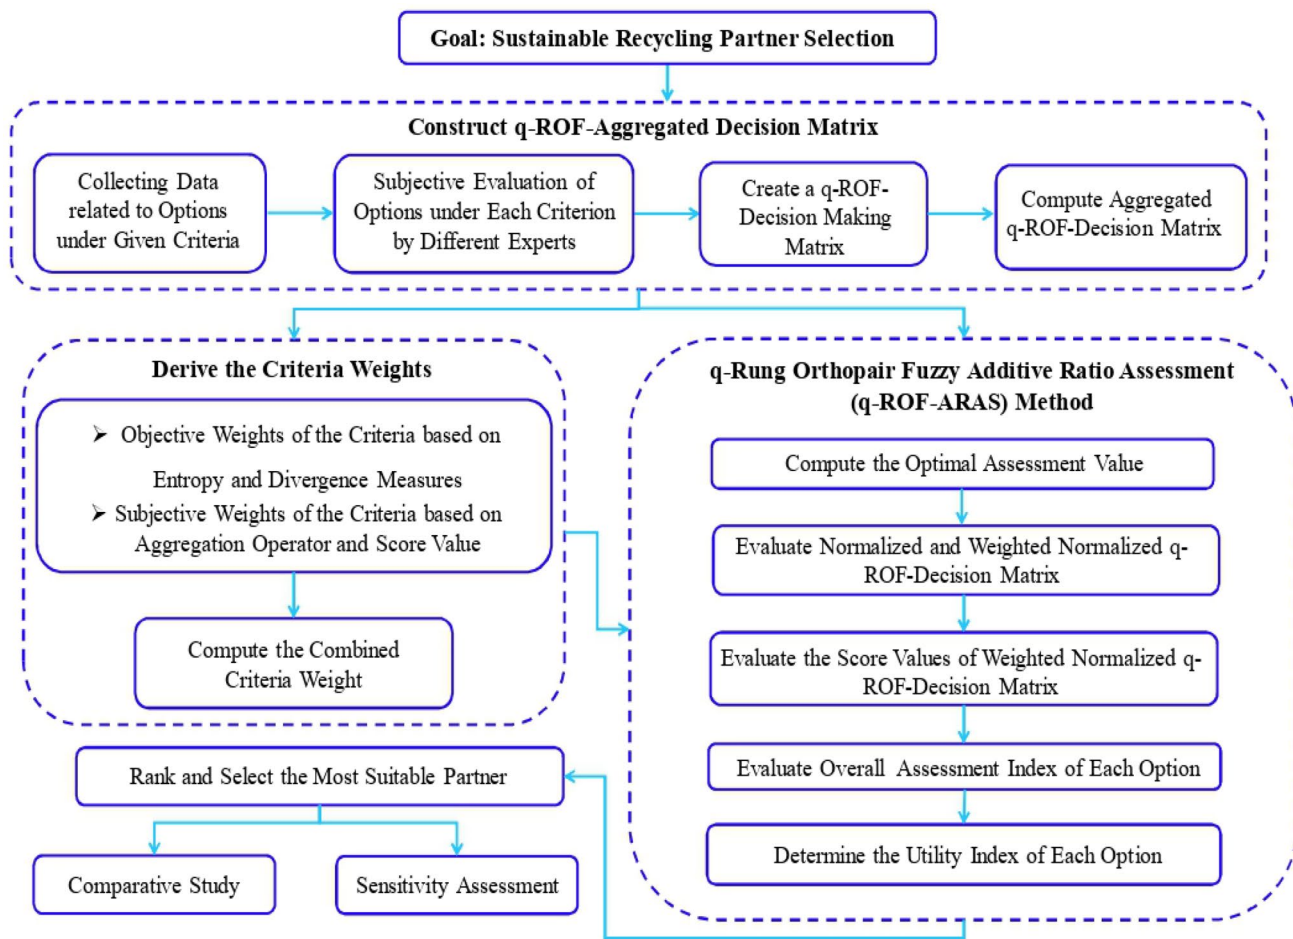 Goal: Sustainable Recycling Partner Selection
Construct q-ROF-Aggregated Decision Matrix
Collecting Data
related to Options
under Given Criteria
Subjective Evaluation of
Options under Each Criterion
by Different Experts
Create a q-ROF-
Decision Making
Matrix
Compute Aggregated
q-ROF-Decision Matrix
Derive the Criteria Weights
➢ Objective Weights of the Criteria based on
Entropy and Divergence Measures
➢ Subjective Weights of the Criteria based on
Aggregation Operator and Score Value
Compute the Combined
Criteria Weight
q-Rung Orthopair Fuzzy Additive Ratio Assessment
(q-ROF-ARAS) Method
Compute the Optimal Assessment Value
Evaluate Normalized and Weighted Normalized q-
ROF-Decision Matrix
Evaluate the Score Values of Weighted Normalized q-
ROF-Decision Matrix
Evaluate Overall Assessment Index of Each Option
Determine the Utility Index of Each Option
Rank and Select the Most Suitable Partner
Comparative Study
Sensitivity Assessment